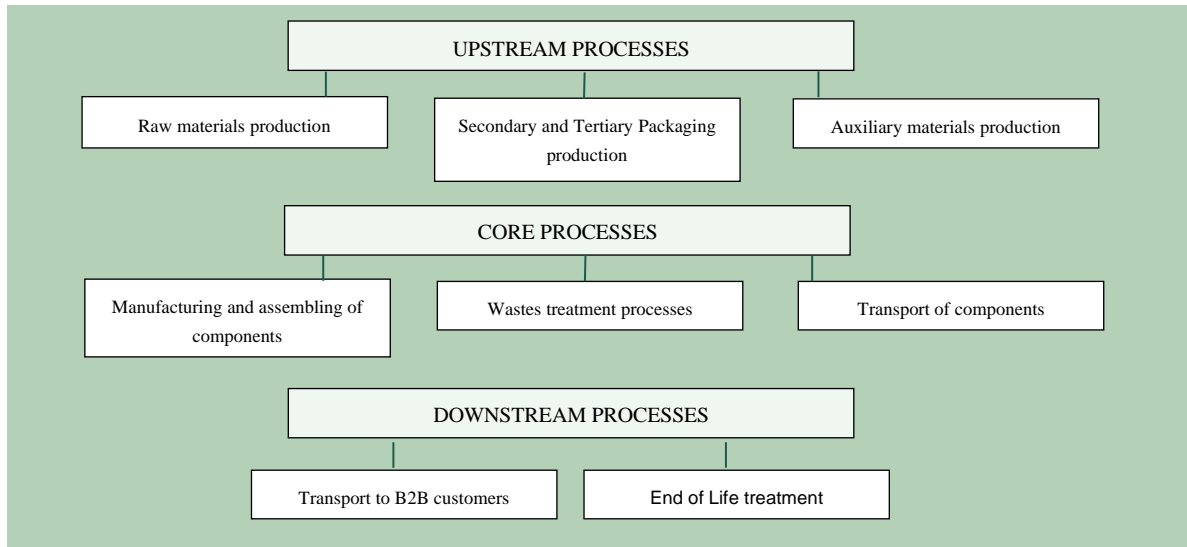 UPSTREAM PROCESSES
Raw materials production
Secondary and Tertiary Packaging
production
Auxiliary materials production
CORE PROCESSES
Manufacturing and assembling of
components
Wastes treatment processes
Transport of components
DOWNSTREAM PROCESSES
Transport to B2B customers
End of Life treatment